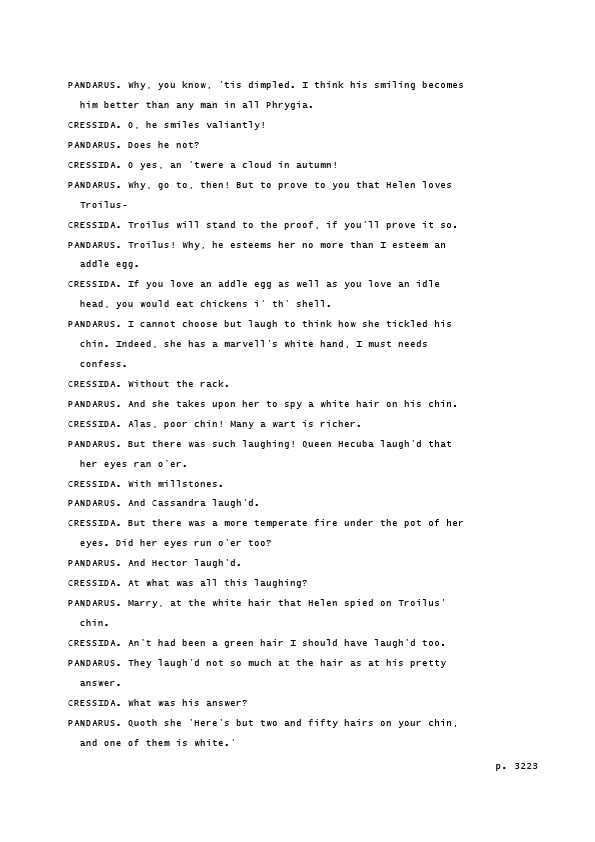 PANDARUS. Why, you know, 'tis dimpled. I think his smiling becomes
him better than any man in all Phrygia.
CRESSIDA. O, he smiles valiantly!
PANDARUS. Does he not?
CRESSIDA. O yes, an 'twere a cloud in autumn!
PANDARUS. Why, go to, then! But to prove to you that Helen loves
Troilus-
CRESSIDA. Troilus will stand to the proof, if you'll prove it so.
PANDARUS. Troilus! Why, he esteems her no more than I esteem an
addle egg.
CRESSIDA. If you love an addle egg as well as you love an idle
head, you would eat chickens i' th' shell.
PANDARUS. I cannot choose but laugh to think how she tickled his
chin. Indeed, she has a marvell's white hand, I must needs
confess.
CRESSIDA. Without the rack.
PANDARUS. And she takes upon her to spy a white hair on his chin.
CRESSIDA. Alas, poor chin! Many a wart is richer.
PANDARUS. But there was such laughing! Queen Hecuba laugh'd that
her eyes ran o'er.
CRESSIDA. With millstones.
PANDARUS. And Cassandra laugh'd.
CRESSIDA. But there was a more temperate fire under the pot of her
eyes. Did her eyes run o'er too?
PANDARUS. And Hector laugh'd.
CRESSIDA. At what was all this laughing?
PANDARUS. Marry, at the white hair that Helen spied on Troilus'
chin.
CRESSIDA. An't had been a green hair I should have laugh'd too.
PANDARUS. They laugh'd not so much at the hair as at his pretty
answer.
CRESSIDA. What was his answer?
PANDARUS. Quoth she 'Here's but two and fifty hairs on your chin,
and one of them is white.'
p. 3223